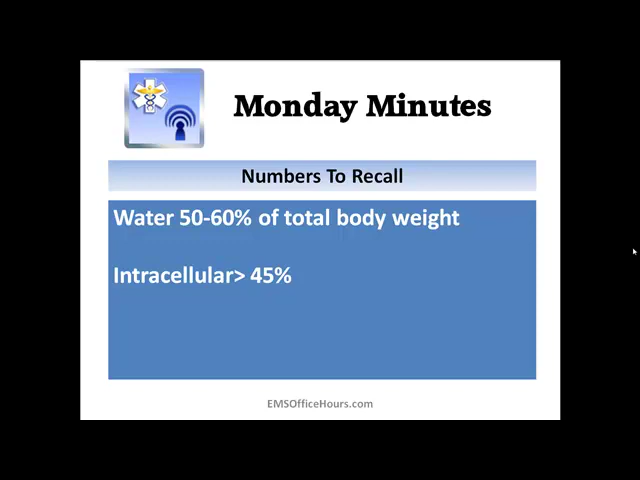 Monday Minutes
Numbers To Recall
Water 50-60% of total body weight
Intracellular> 45%
EMSOfficeHours.com